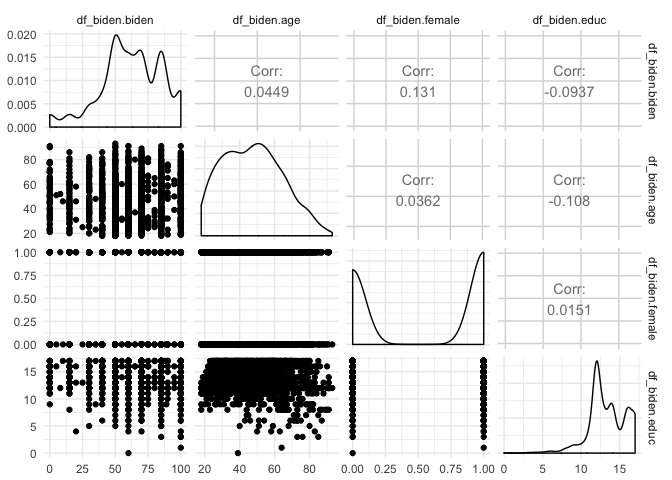 df_biden.biden df_biden.age df_biden.female df_biden.educ
0.020
0.015
0.010
0.005
0.000
Corr:
0.0449
Corr:
0.131
Corr:
-0.0937
df_biden.biden
80
60
40
20
Corr:
0.0362
Corr:
-0.108
df_biden.age
1.00
0.75
0.50
0.25
0.00
Corr:
0.0151
df_biden.female
15
10
5
0
df_biden.educ
0 25 50 75 100 20 40 60 80 0.00 0.25 0.50 0.75 1.00 0 5 10 15